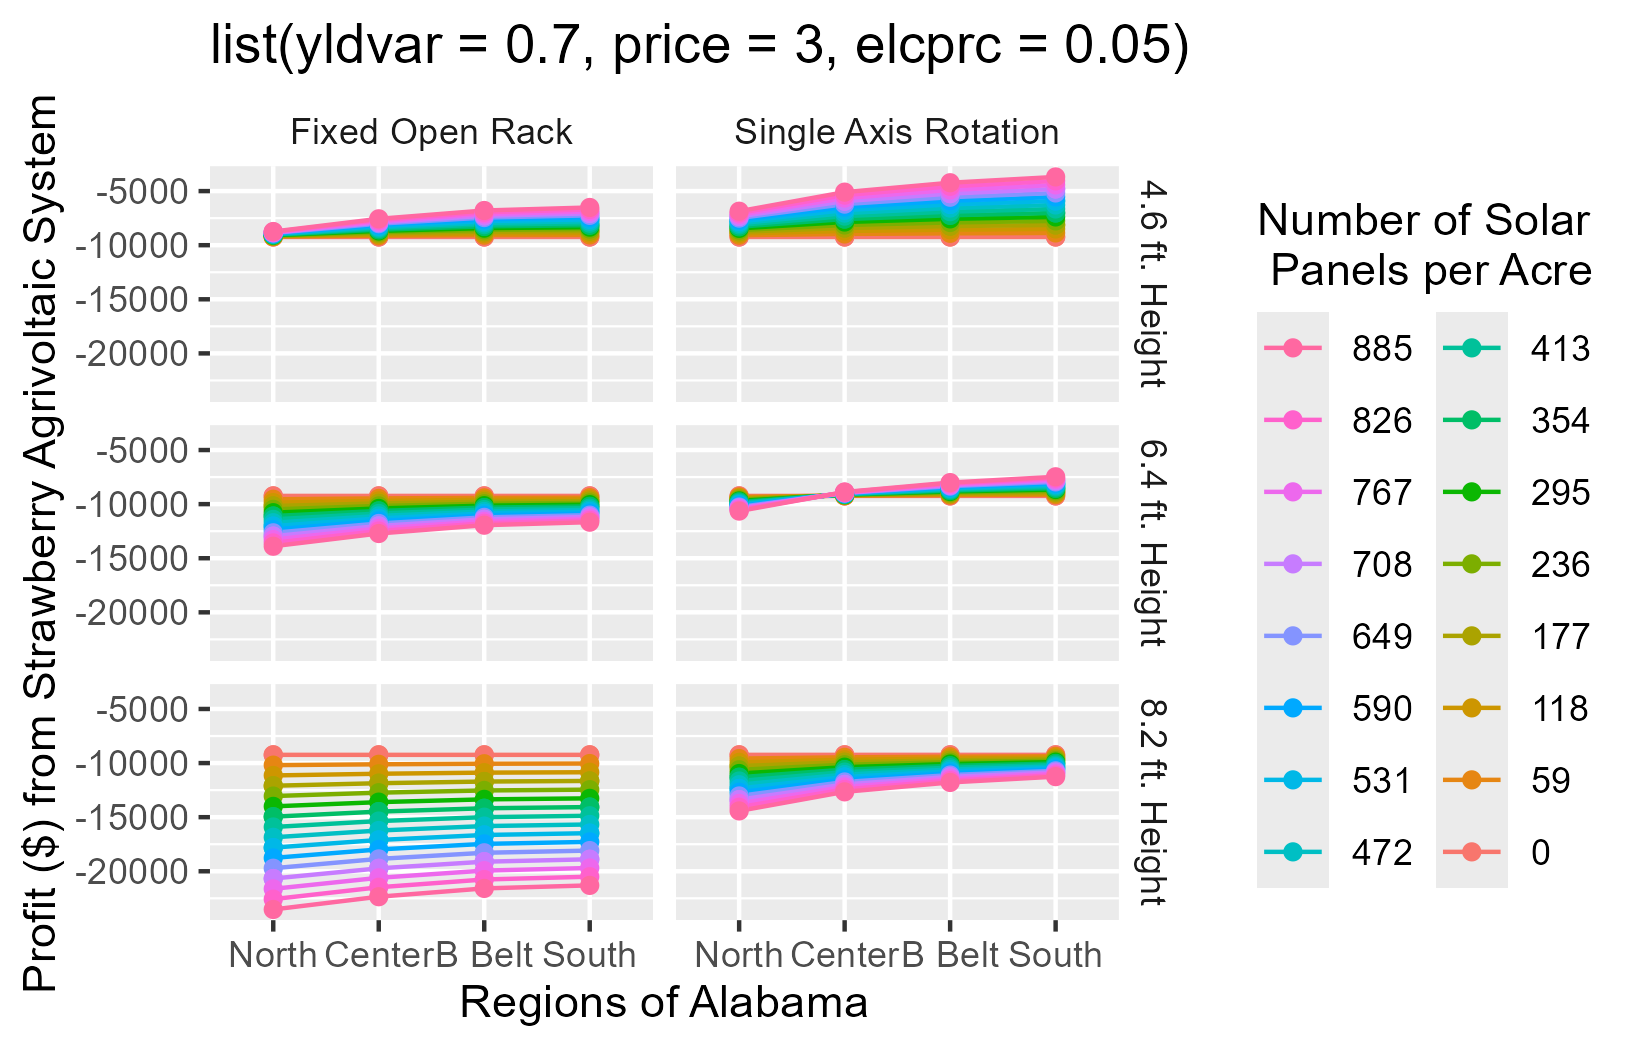 list(yldvar = 0.7, price = 3, elcprc = 0.05)
Profit ($) from Strawberry Agrivoltaic System
Fixed Open Rack
Single Axis Rotation
-5000
-10000
-15000
-20000
4.6 ft. Height
-5000
-10000
-15000
-20000
6.4 ft. Height
-5000
-10000
-15000
-20000
8.2 ft. Height
North Center B Belt South
North Center B Belt South
Regions of Alabama
Number of Solar
Panels per Acre
885
826
767
708
649
590
531
472
413
354
295
236
177
118
59
0